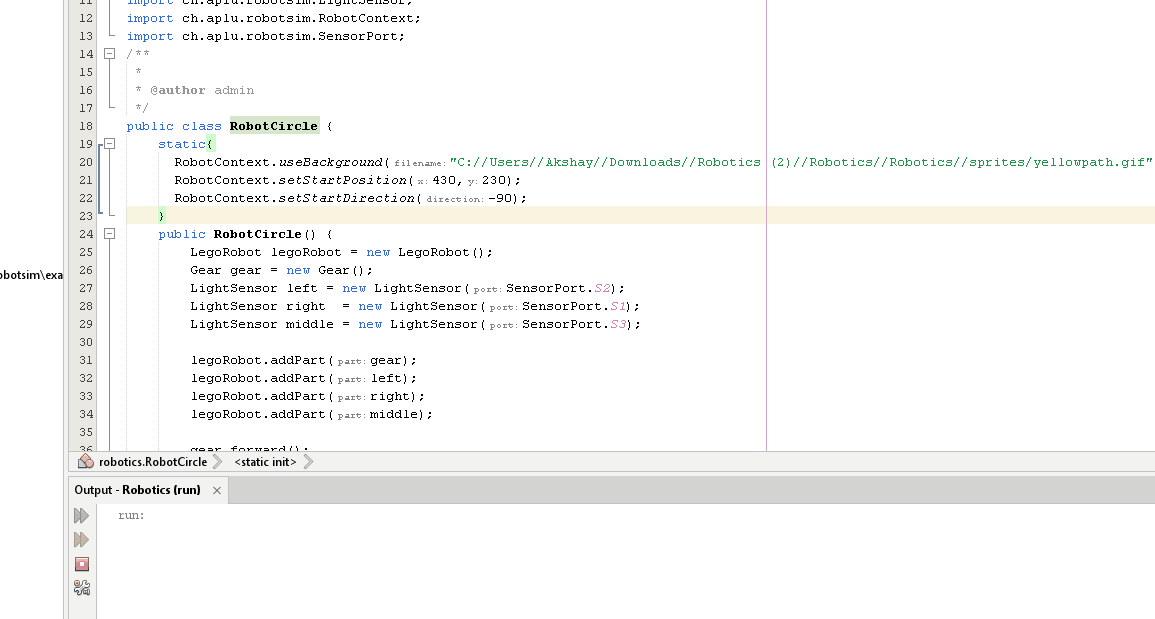 11 import ch.aplu.robotsim.LightSensor;
12 import ch.aplu.robotsim.RobotContext;
13 import ch.aplu.robotsim.SensorPort;
14 /**
15 *
16 * @author admin
17 */
18 public class RobotCircle {
19 static{
20 RobotContext.useBackground( filename: "C://Users//Akshay//Downloads//Robotics (2)//Robotics//Robotics//sprites/yellowpath.gif"
21 RobotContext.setStartPosition( x: 430, y: 230);
22 RobotContext.setStartDirection( direction: -90);
23 }
24 public RobotCircle() {
25 LegoRobot legoRobot = new LegoRobot();
26 Gear gear = new Gear();
obotsim\exa
27 LightSensor left = new LightSensor( port: SensorPort.S2);
28 LightSensor right = new LightSensor( port: SensorPort.S1);
29 LightSensor middle = new LightSensor( port: SensorPort.S3);
30
31 legoRobot.addPart( part: gear);
32 legoRobot.addPart( part: left);
33 legoRobot.addPart( part: right);
34 legoRobot.addPart( part: middle);
35
36 gear.forward();
robotics.RobotCircle <static init>
Output - Robotics (run) ×
run: